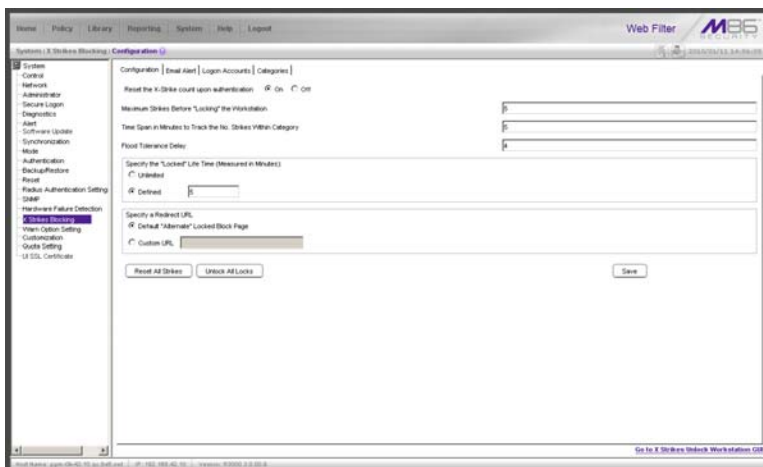 Home Policy Library Reporting System Help Logout
Web Filter M86 SECURITY
System : X Strikes Blocking : Configuration
System
Control
Network
Administrator
Secure Logon
Diagnostics
Alert
Software Update
Synchronization
Mode
Authentication
Backup/Restore
Reset
Radius Authentication Setting
SNMP
Hardware Failure Detection
X Strikes Blocking
Warn Option Setting
Customization
Quota Setting
UI SSL Certificate
Configuration Email Alert Logon Accounts Categories
Reset the X-Strike count upon authentication On Off
Maximum Strikes Before "Locking" the Workstation 5
Time Span in Minutes to Track the No. Strikes Within Category 5
Flood Tolerance Delay 4
Specify the "Locked" Life Time (Measured in Minutes)
Unlimited
Defined 5
Specify a Redirect URL
Default "Alternate" Locked Block Page
Custom URL
Reset All Strikes Unlock All Locks Save
Go to X Strikes Unlock Workstation GUI